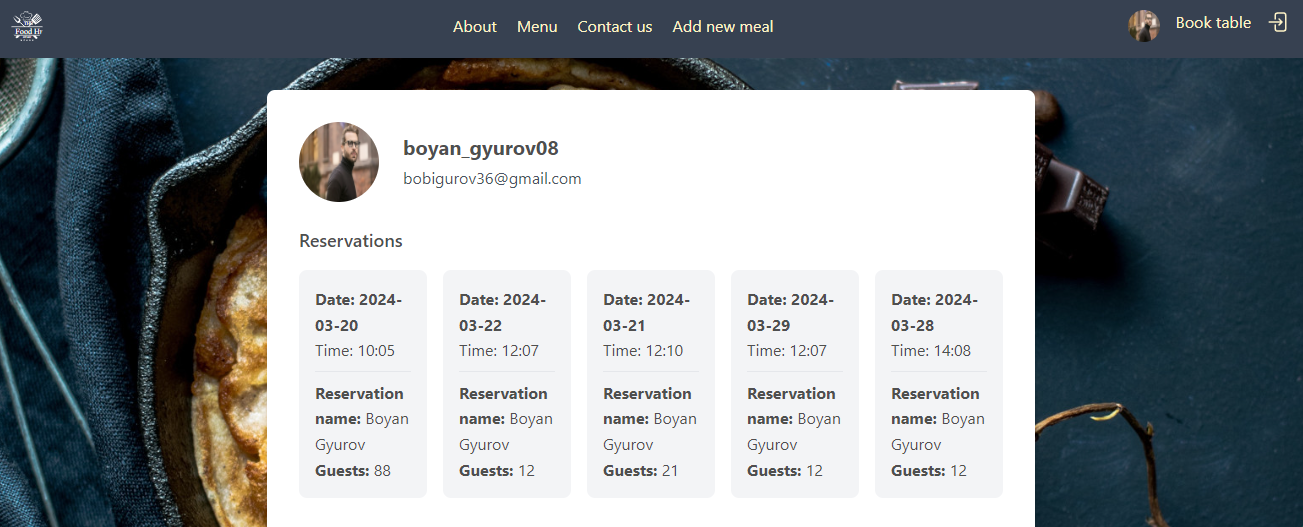 Food H
About Menu Contact us Add new meal
Book table
boyan_gyurov08
bobigurov36@gmail.com
Reservations
Date: 2024-
03-20
Time: 10:05
Reservation
name: Boyan
Gyurov
Guests: 88
Date: 2024-
03-22
Time: 12:07
Reservation
name: Boyan
Gyurov
Guests: 12
Date: 2024-
03-21
Time: 12:10
Reservation
name: Boyan
Gyurov
Guests: 21
Date: 2024-
03-29
Time: 12:07
Reservation
name: Boyan
Gyurov
Guests: 12
Date: 2024-
03-28
Time: 14:08
Reservation
name: Boyan
Gyurov
Guests: 12